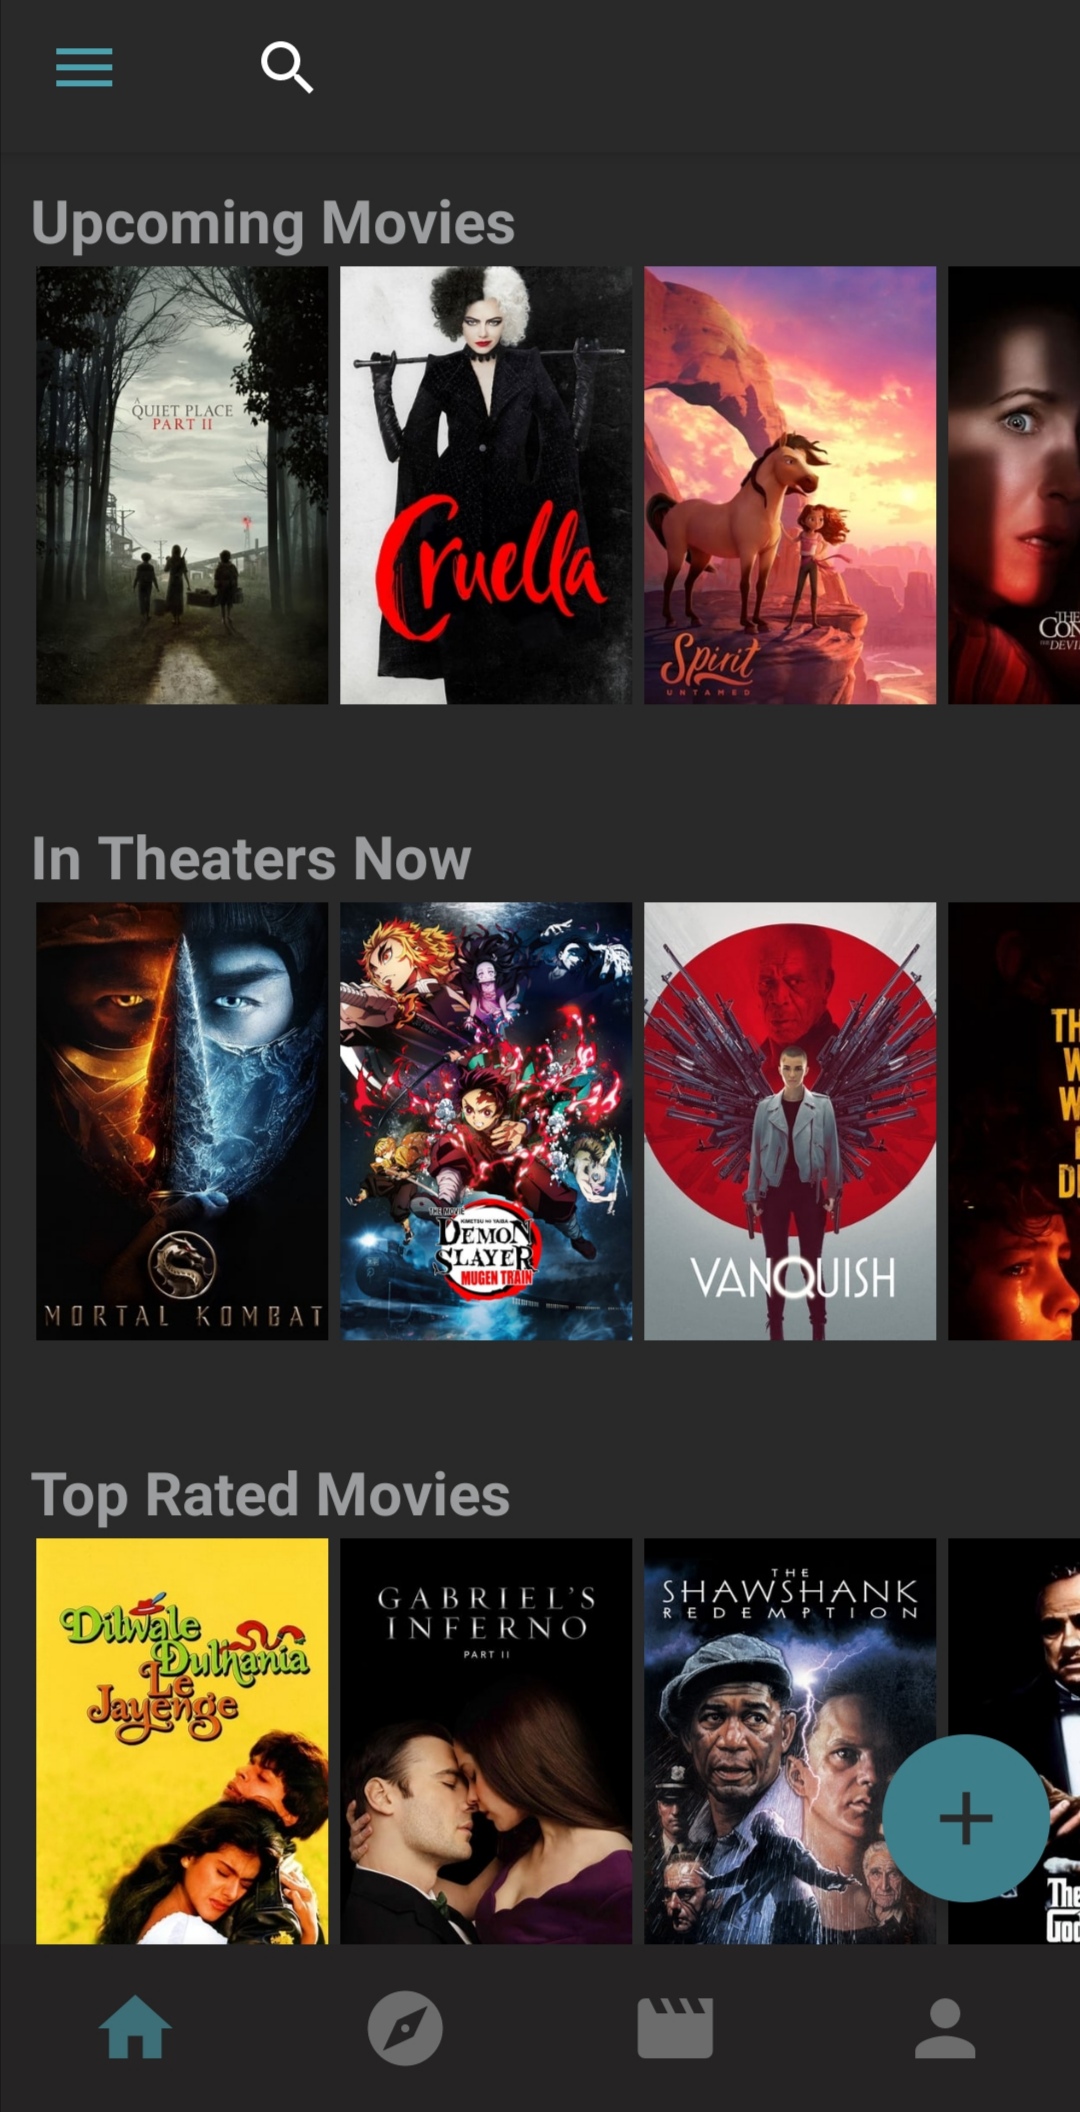 Upcoming Movies
A
QUIET PLACE
PART II
Cruella
Spirit
UNTAMED
THE
CON
THE DEVI
In Theaters Now
MORTAL KOMBAT
THE MOVIE
KIMETSU NO YAIBA
DEMON
SLAYER
MUGEN TRAIN
VANQUISH
TH
W
W
D
Top Rated Movies
Dilwale
Dulhania
Le
Jayenge
GABRIEL'S
INFERNO
PART II
THE
SHAWSHANK
REDEMPTION
The
God